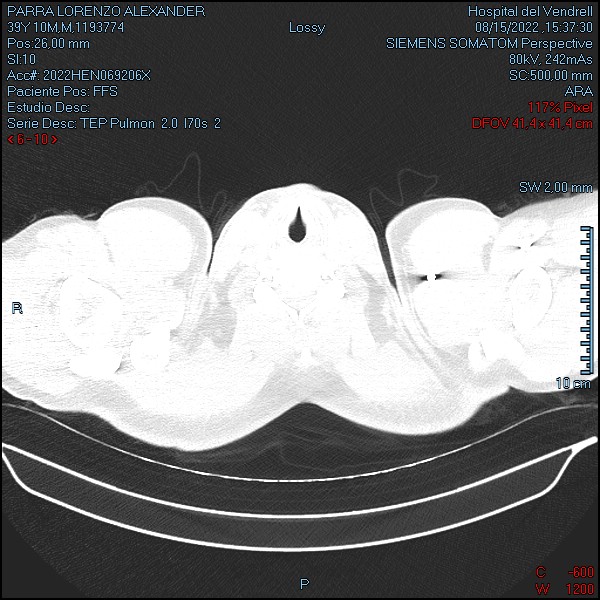 PARRA LORENZO ALEXANDER
39Y 10M,M,1193774
Pos:26,00 mm
SI:10
Acc#: 2022HEN069206X
Paciente Pos: FFS
Estudio Desc:
Serie Desc: TEP Pulmon 2.0 I70s 2
< 6-10 >
Lossy
Hospital del Vendrell
08/15/2022 ,15:37:30
SIEMENS SOMATOM Perspective
80kV, 242mAs
SC:500,00 mm
ARA
117% Pixel
DFOV 41,4 x 41,4 cm
SW 2,00 mm
R
10 cm
P
C -600
W 1200